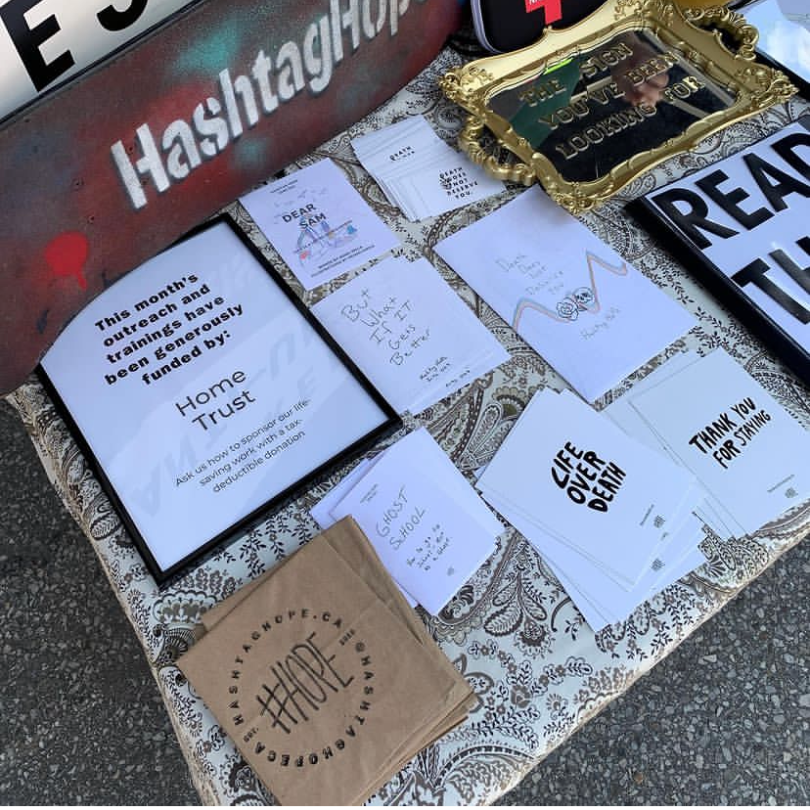 HashtagHope
THE SIGN
YOU'VE BEEN
LOOKING FOR
READ
TH
DEATH
DOES
NOT
DESERVE
YOU.
DEAR
SAM
Death
Does
Not
Deserve
You
But
What
If IT
Gets
Better
This month's
outreach and
trainings have
been generously
funded by:
Home
Trust
Ask us how to sponsor our life-
saving work with a tax-
deductible donation
LIFE
OVER
DEATH
THANK YOU
FOR STAYING
GHOST
SCHOOL
HASHTAGHOPE.CA
#HOPE
EST.
@HASHTAGHOPECA